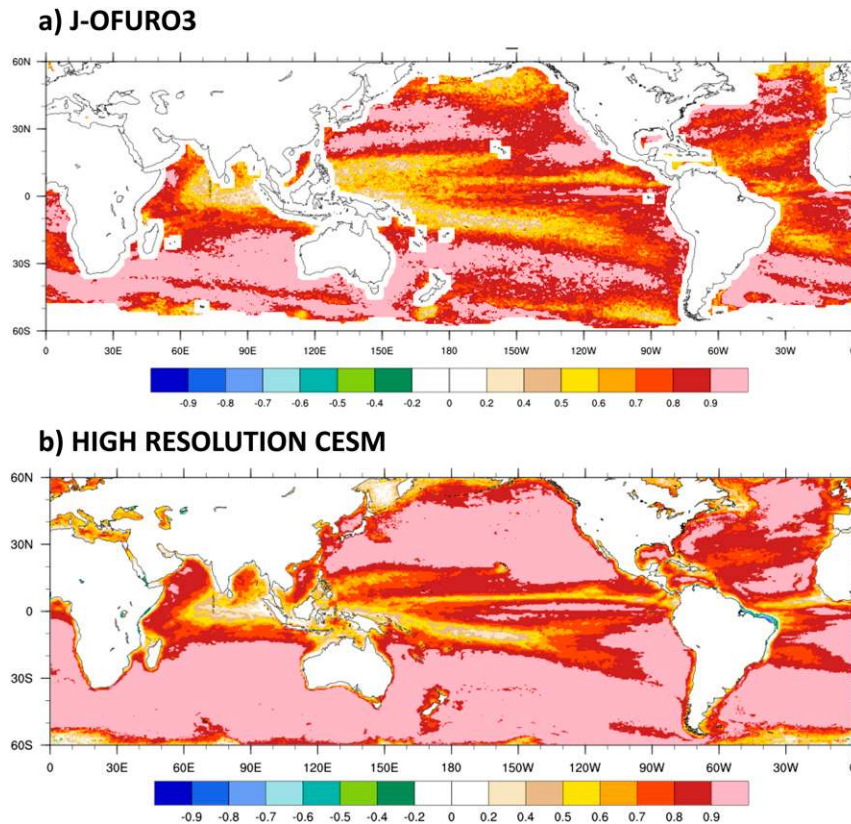 a) J-OFURO3
60N
30N
0
30S
60S
0 30E 60E 90E 120E 150E 180 150W 120W 90W 60W 30W 0
-0.9 -0.8 -0.7 -0.6 -0.5 -0.4 -0.2 0 0.2 0.4 0.5 0.6 0.7 0.8 0.9
b) HIGH RESOLUTION CESM
60N
30N
0
30S
60S
0 30E 60E 90E 120E 150E 180 150W 120W 90W 60W 30W 0
-0.9 -0.8 -0.7 -0.6 -0.5 -0.4 -0.2 0 0.2 0.4 0.5 0.6 0.7 0.8 0.9